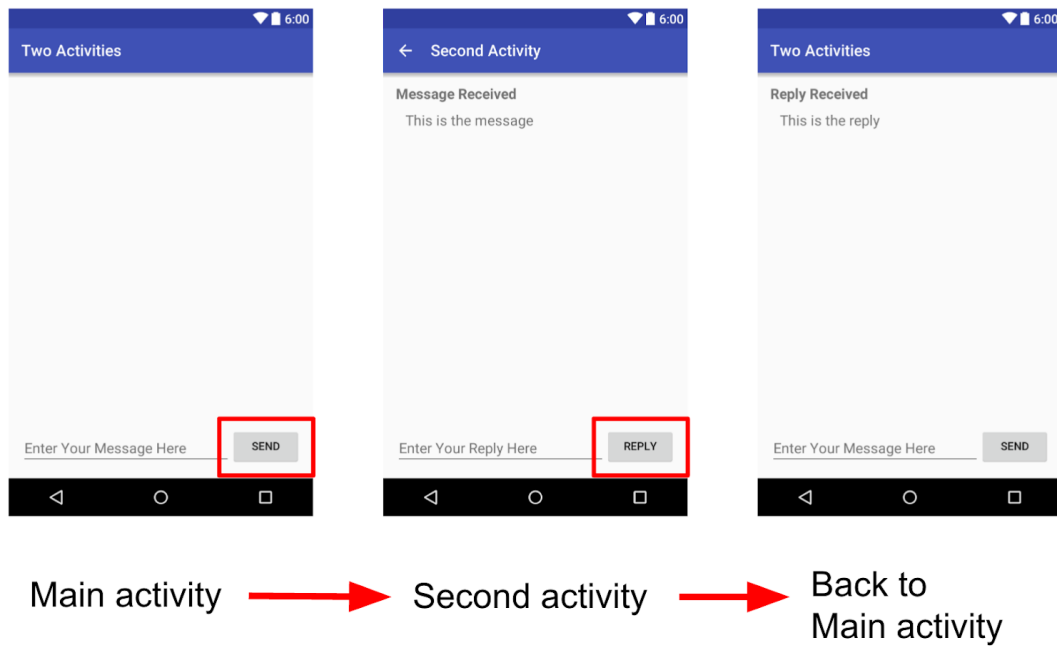 6:00
Two Activities
Enter Your Message Here
SEND
6:00
Second Activity
Message Received
This is the message
Enter Your Reply Here
REPLY
6:00
Two Activities
Reply Received
This is the reply
Enter Your Message Here
SEND
Main activity
Second activity
Back to
Main activity